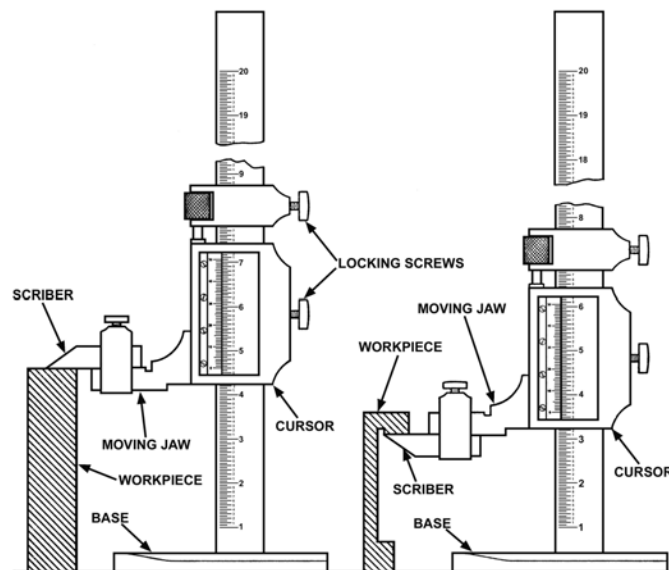 20
19
9
7
6
5
4
3
2
1
LOCKING SCREWS
SCRIBER
MOVING JAW
CURSOR
WORKPIECE
BASE
20
19
18
8
6
5
4
3
2
1
MOVING JAW
WORKPIECE
SCRIBER
CURSOR
BASE